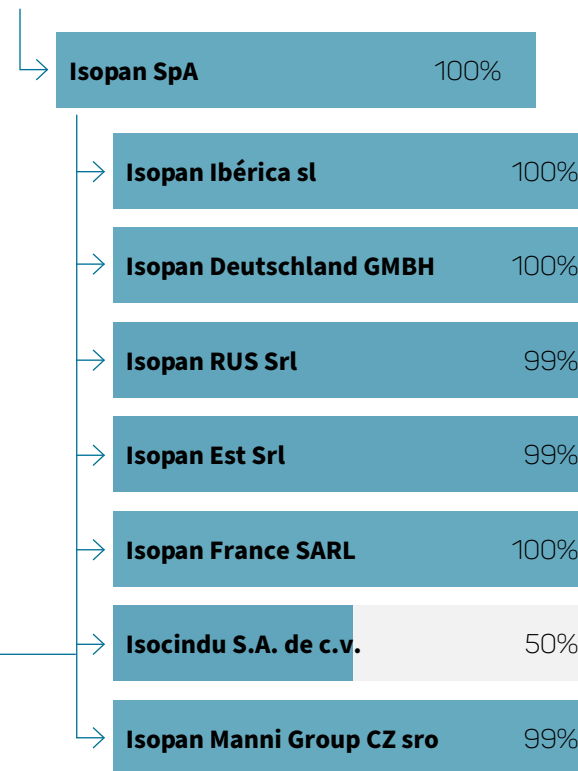 Isopan SpA 100%
Isopan Ibérica sl 100%
Isopan Deutschland GMBH 100%
Isopan RUS Srl 99%
Isopan Est Srl 99%
Isopan France SARL 100%
Isocindu S.A. de c.v. 50%
Isopan Manni Group CZ sro 99%